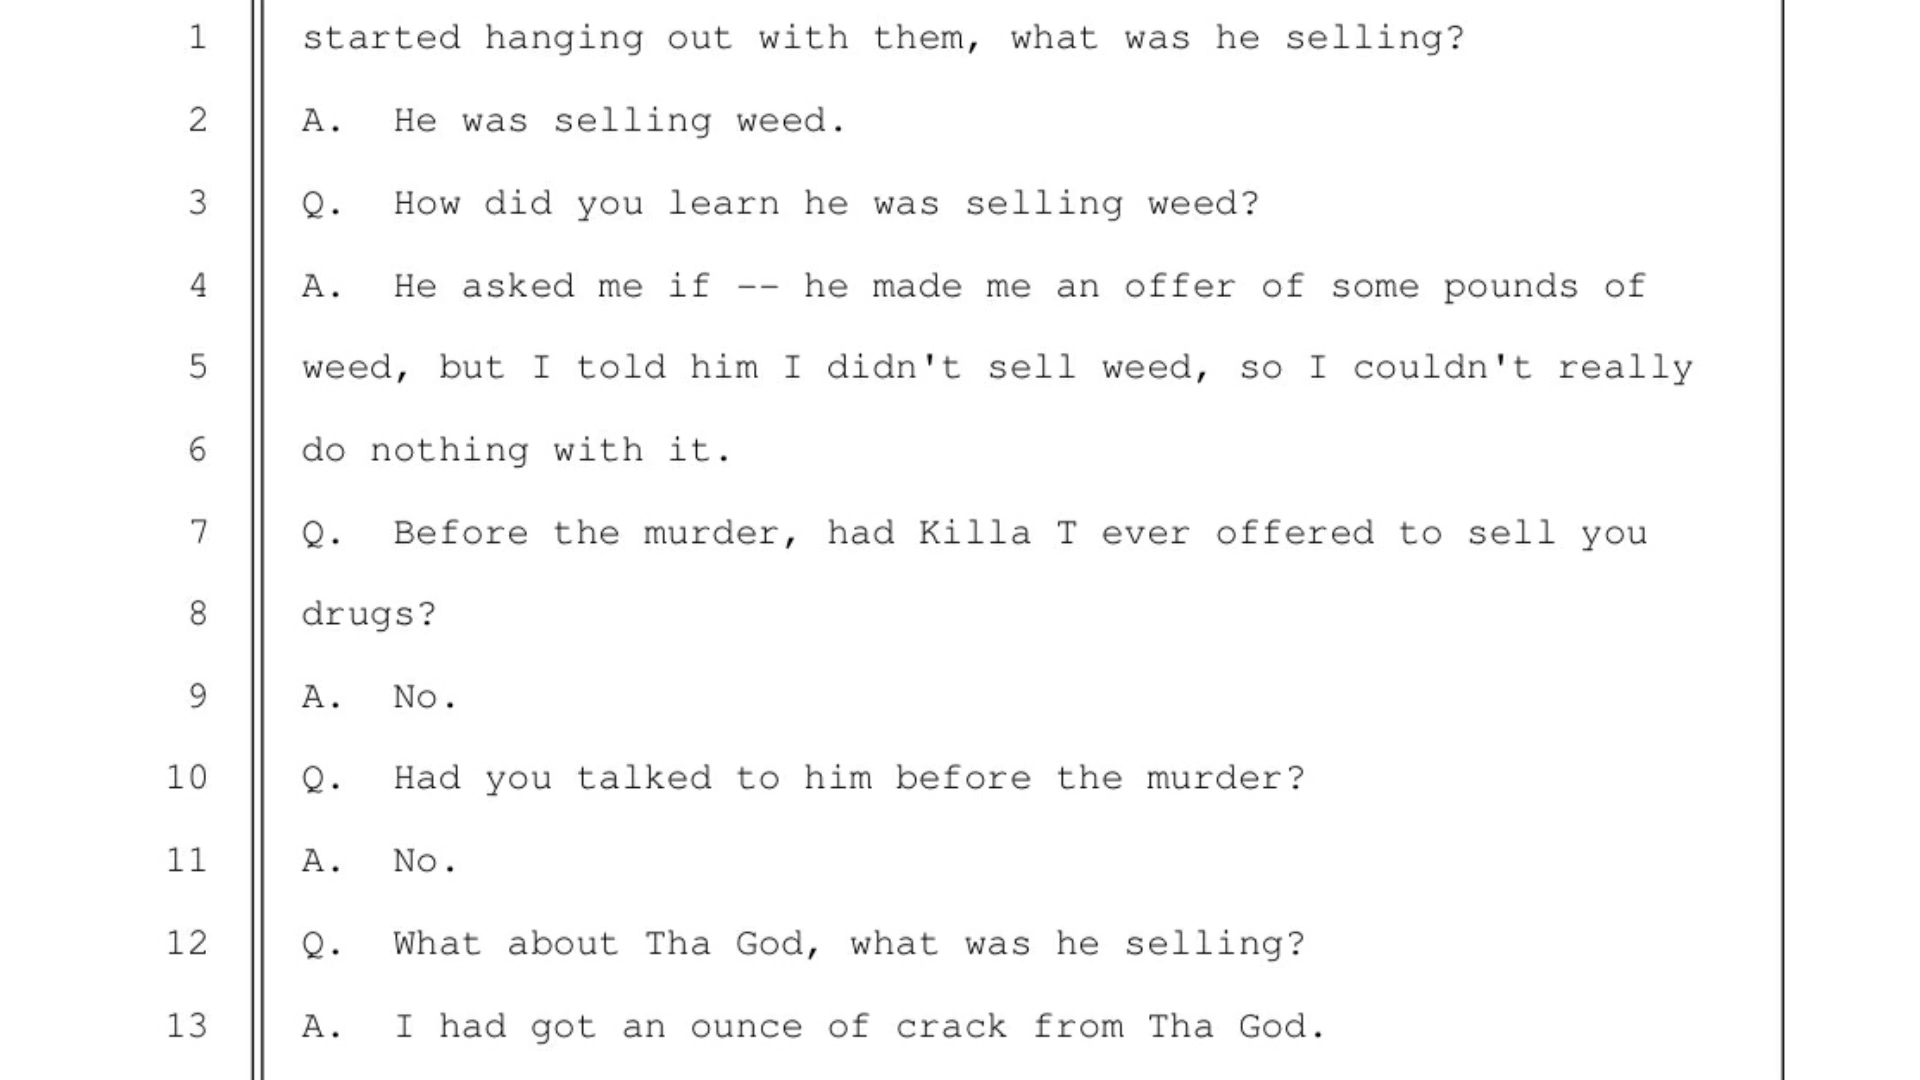 1 started hanging out with them, what was he selling?
2 A. He was selling weed.
3 Q. How did you learn he was selling weed?
4 A. He asked me if -- he made me an offer of some pounds of
5 weed, but I told him I didn't sell weed, so I couldn't really
6 do nothing with it.
7 Q. Before the murder, had Killa T ever offered to sell you
8 drugs?
9 A. No.
10 Q. Had you talked to him before the murder?
11 A. No.
12 Q. What about Tha God, what was he selling?
13 A. I had got an ounce of crack from Tha God.